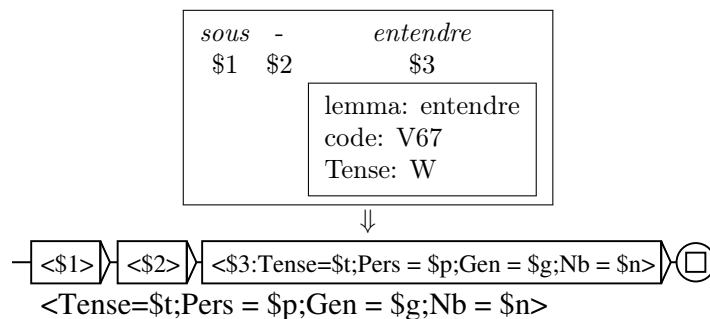 sous - entendre
$1 $2 $3
lemma: entendre
code: V67
Tense: W
⇓
<$1> <$2> <$3:Tense=$t;Pers = $p;Gen = $g;Nb = $n>
<Tense=$t;Pers = $p;Gen = $g;Nb = $n>